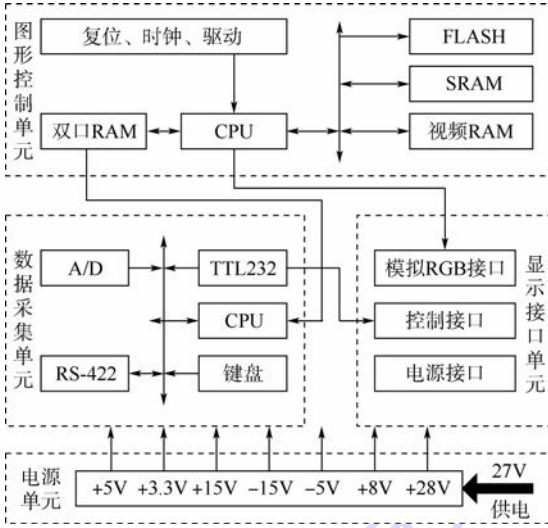 图形控制单元
复位、时钟、驱动
双口RAM
CPU
FLASH
SRAM
视频RAM
数据采集单元
A/D
TTL232
CPU
RS-422
键盘
模拟RGB接口
控制接口
电源接口
显示接口单元
电源
单元
+5V +3.3V +15V −15V −5V +8V +28V
27V
供电